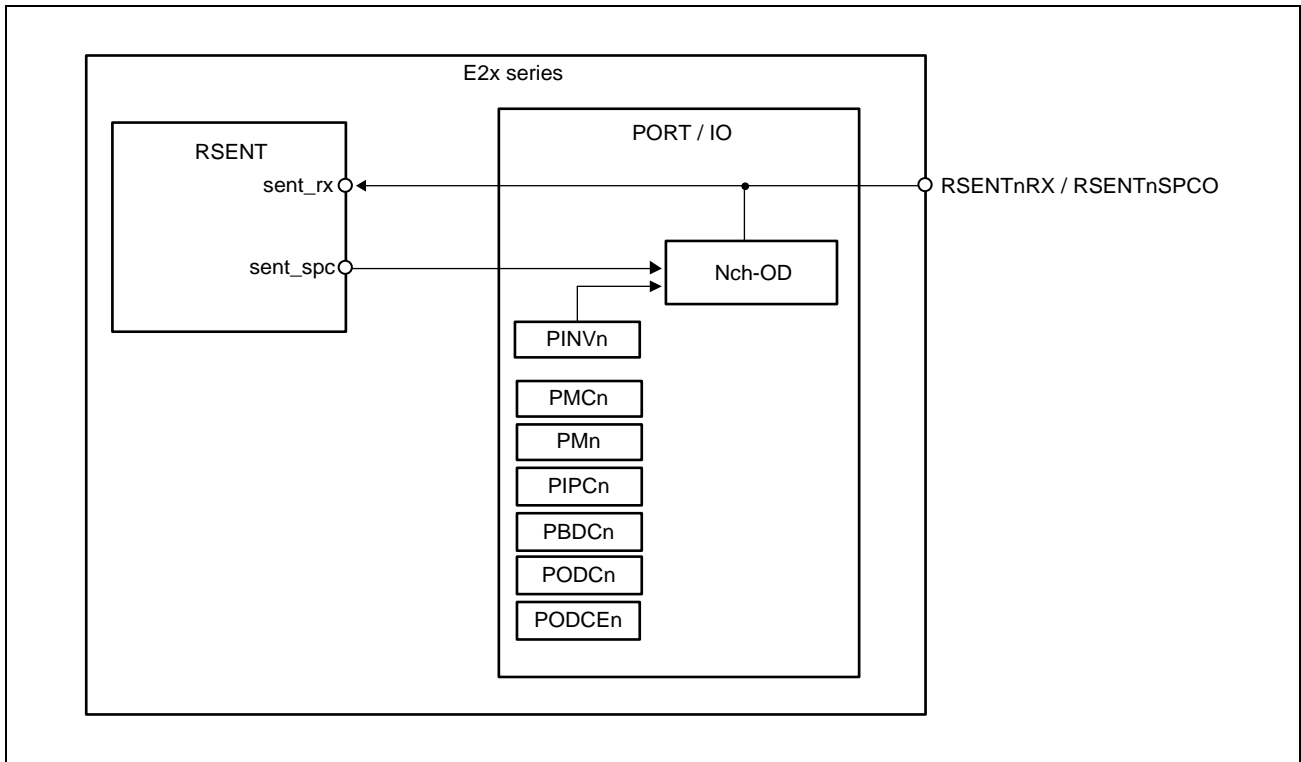 E2x series
RSENT
PORT / IO
sent_rx
RSENTnRX / RSENTnSPCO
sent_spc
Nch-OD
PINVn
PMCn
PMn
PIPCn
PBDCn
PODCn
PODCEn